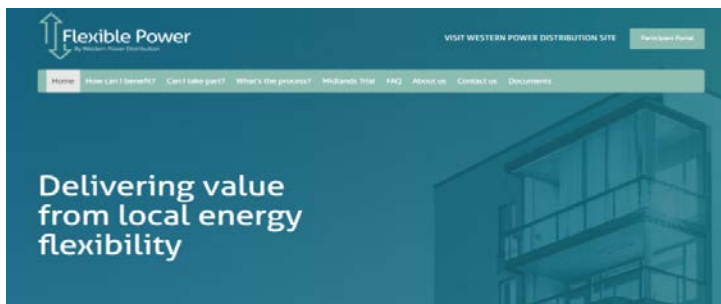 Flexible Power
By Western Power Distribution
VISIT WESTERN POWER DISTRIBUTION SITE
Participant Portal
Home How can I benefit? Can I take part? What's the process? Midlands Trial FAQ About us Contact us Documents
Delivering value
from local energy
flexibility